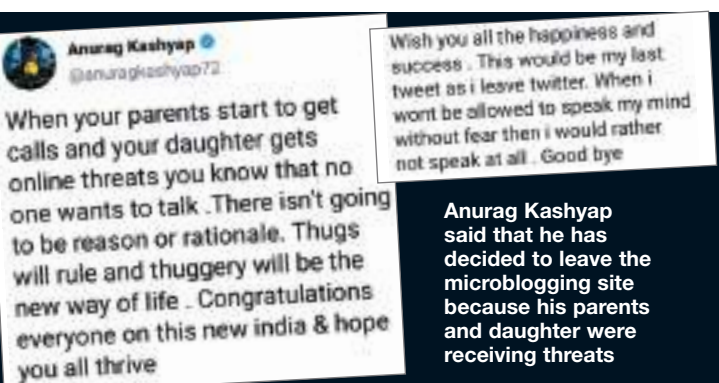 Anurag Kashyap
@anuragkashyap72
When your parents start to get
calls and your daughter gets
online threats you know that no
one wants to talk .There isn't going
to be reason or rationale. Thugs
will rule and thuggery will be the
new way of life . Congratulations
everyone on this new india & hope
you all thrive
Wish you all the happiness and
success . This would be my last
tweet as i leave twitter. When i
wont be allowed to speak my mind
without fear then i would rather
not speak at all . Good bye
Anurag Kashyap
said that he has
decided to leave the
microblogging site
because his parents
and daughter were
receiving threats